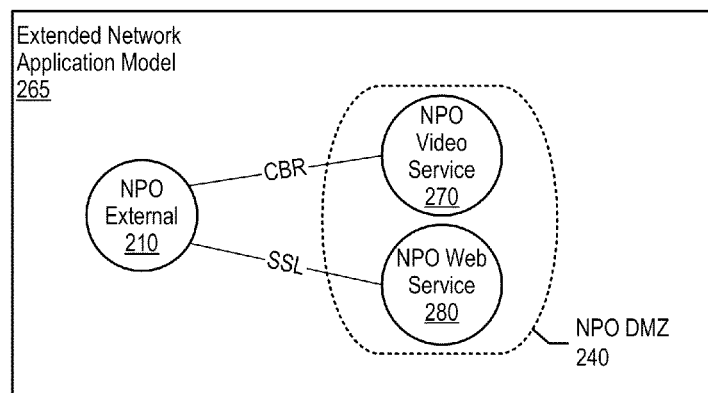 Extended Network
Application Model
265
NPO
External
210
CBR
SSL
NPO
Video
Service
270
NPO Web
Service
280
NPO DMZ
240